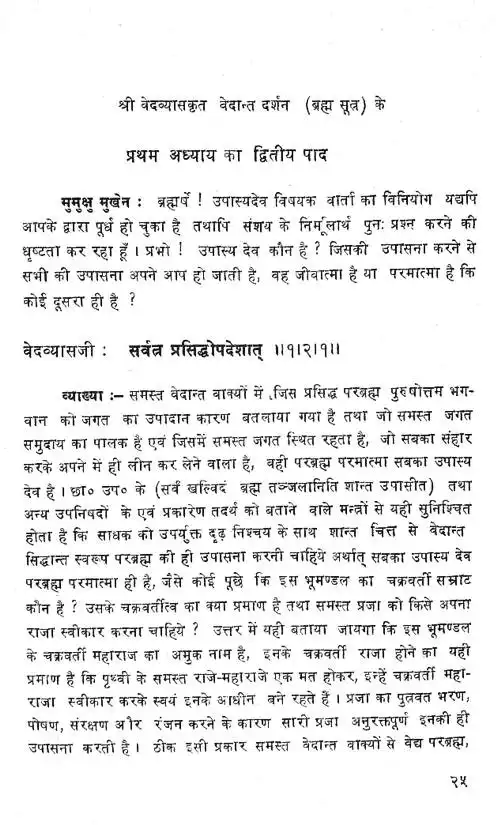 श्री वेदव्यासकृत वेदान्त दर्शन (ब्रह्म सूत्र) के
प्रथम अध्याय का द्वितीय पाद
मुमुक्षु मुखेन : ब्रह्मर्षे ! उपास्यदेव विषयक वार्ता का विनियोग यद्यपि
आपके द्वारा पूर्ध हो चुका है तथापि संशय के निर्मूलार्थ पुनः प्रश्न करने की
धृष्टता कर रहा हूँ । प्रभो ! उपास्य देव कौन है ? जिसकी उपासना करने से
सभी की उपासना अपने आप हो जाती है, वह जीवात्मा है या परमात्मा है कि
कोई दूसरा ही है ?
वेदव्यासजी : सर्वत्र प्रसिद्धोपदेशात् ।।१।२।१।।
व्याख्या :– समस्त वेदान्त वाक्यों में जिस प्रसिद्ध परब्रह्म पुरुषोत्तम भग-
वान को जगत का उपादान कारण बतलाया गया है तथा जो समस्त जगत
समुदाय का पालक है एवं जिसमें समस्त जगत स्थित रहता है, जो सबका संहार
करके अपने में ही लीन कर लेने वाला है, वही परब्रह्म परमात्मा सबका उपास्य
देव है । छा० उप० के (सर्वं खल्विदं ब्रह्म तञ्जलानिति शान्त उपासीत) तथा
अन्य उपनिषदों के एवं प्रकारेण तदर्थ को बताने वाले मन्त्रों से यही सुनिश्चित
होता है कि साधक को उपर्युक्त दृढ़ निश्चय के साथ शान्त चित्त से वेदान्त
सिद्धान्त स्वरूप परब्रह्म की ही उपासना करनी चाहिये अर्थात् सबका उपास्य देव
परब्रह्म परमात्मा ही है, जैसे कोई पूछे कि इस भूमण्डल का चक्रवर्ती सम्राट
कौन है ? उसके चक्रवर्तीत्व का क्या प्रमाण है तथा समस्त प्रजा को किसे अपना
राजा स्वीकार करना चाहिये ? उत्तर में यही बताया जायगा कि इस भूमण्डल
के चक्रवर्ती महाराज का अमुक नाम है, इनके चक्रवर्ती राजा होने का यही
प्रमाण है कि पृथ्वी के समस्त राजे-महाराजे एक मत होकर, इन्हें चक्रवर्ती महा-
राजा स्वीकार करके स्वयं इनके आधीन बने रहते हैं । प्रजा का पुत्रवत भरण,
पोषण, संरक्षण और रंजन करने के कारण सारी प्रजा अनुरक्तपूर्ण इनकी ही
उपासना करती है । ठीक इसी प्रकार समस्त वेदान्त वाक्यों से वेद्य परब्रह्म,
२५